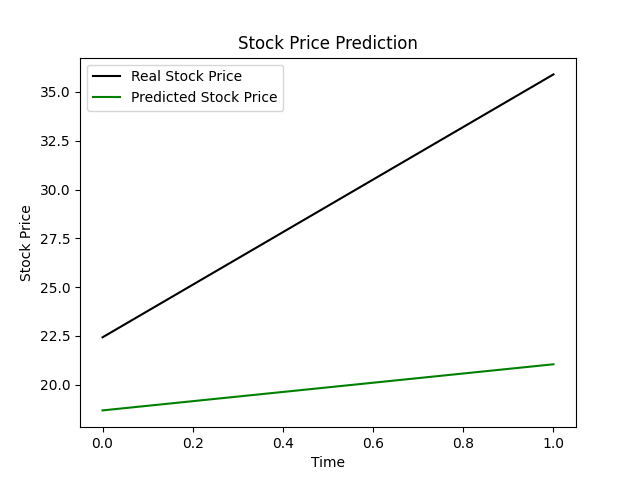 Stock Price Prediction
Real Stock Price
Predicted Stock Price
Stock Price
35.0
32.5
30.0
27.5
25.0
22.5
20.0
0.0 0.2 0.4 0.6 0.8 1.0
Time